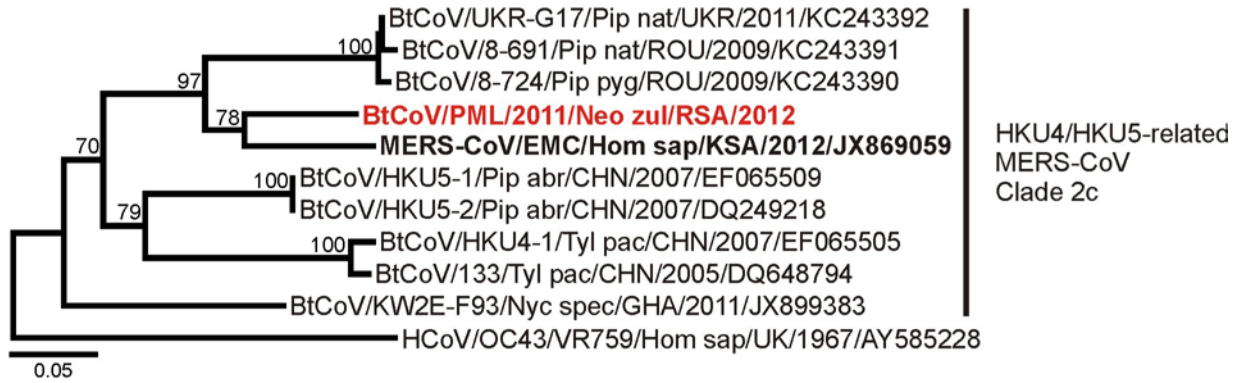 BtCoV/UKR-G17/Pip nat/UKR/2011/KC243392
100
BtCoV/8-691/Pip nat/ROU/2009/KC243391
BtCoV/8-724/Pip pyg/ROU/2009/KC243390
97
BtCoV/PML/2011/Neo zul/RSA/2012
78
MERS-CoV/EMC/Hom sap/KSA/2012/JX869059
70
100
BtCoV/HKU5-1/Pip abr/CHN/2007/EF065509
BtCoV/HKU5-2/Pip abr/CHN/2007/DQ249218
79
100
BtCoV/HKU4-1/Tyl pac/CHN/2007/EF065505
BtCoV/133/Tyl pac/CHN/2005/DQ648794
BtCoV/KW2E-F93/Nyc spec/GHA/2011/JX899383
HCoV/OC43/VR759/Hom sap/UK/1967/AY585228
HKU4/HKU5-related
MERS-CoV
Clade 2c
0.05